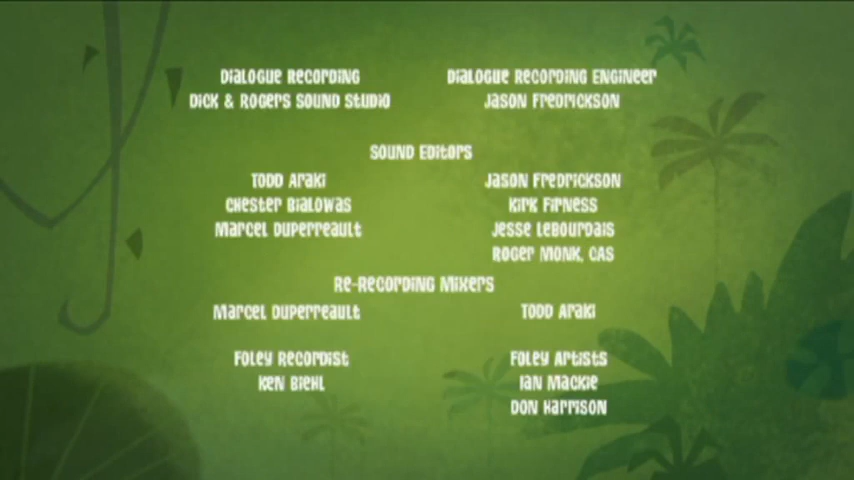 Dialogue Recording
Dick & Rogers Sound Studio
Dialogue Recording Engineer
Jason Fredrickson
Sound Editors
Todd Araki
Chester Bialowas
Marcel Duperreault
Jason Fredrickson
Kirk Firness
Jesse LeBourdais
Roger Monk, CAS
Re-Recording Mixers
Marcel Duperreault
Todd Araki
Foley Recordist
Ken Biehl
Foley Artists
Ian Mackie
Don Harrison